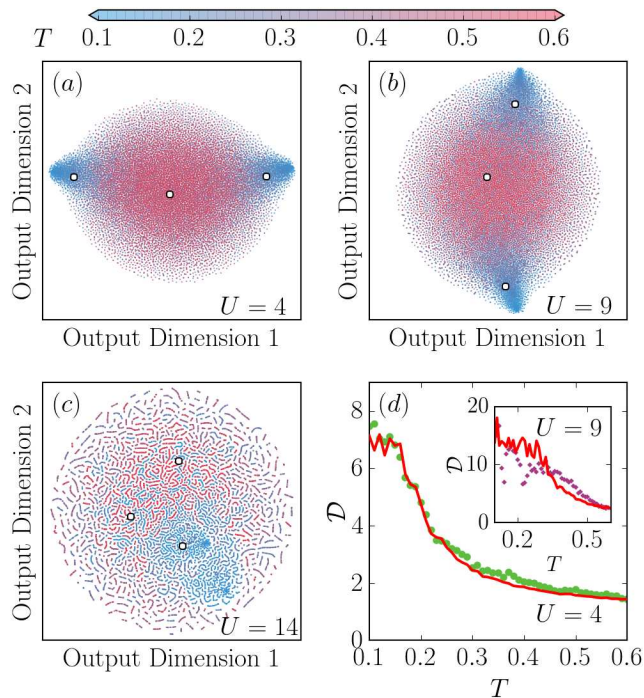 T 0.1 0.2 0.3 0.4 0.5 0.6
(a)
Output Dimension 2
U = 4
Output Dimension 1
(b)
Output Dimension 2
U = 9
Output Dimension 1
(c)
Output Dimension 2
U = 14
Output Dimension 1
(d)
8
6
4
2
0
D
0.1 0.2 0.3 0.4 0.5 0.6
T
U = 4
20
10
0
D
U = 9
0.2 0.5
T